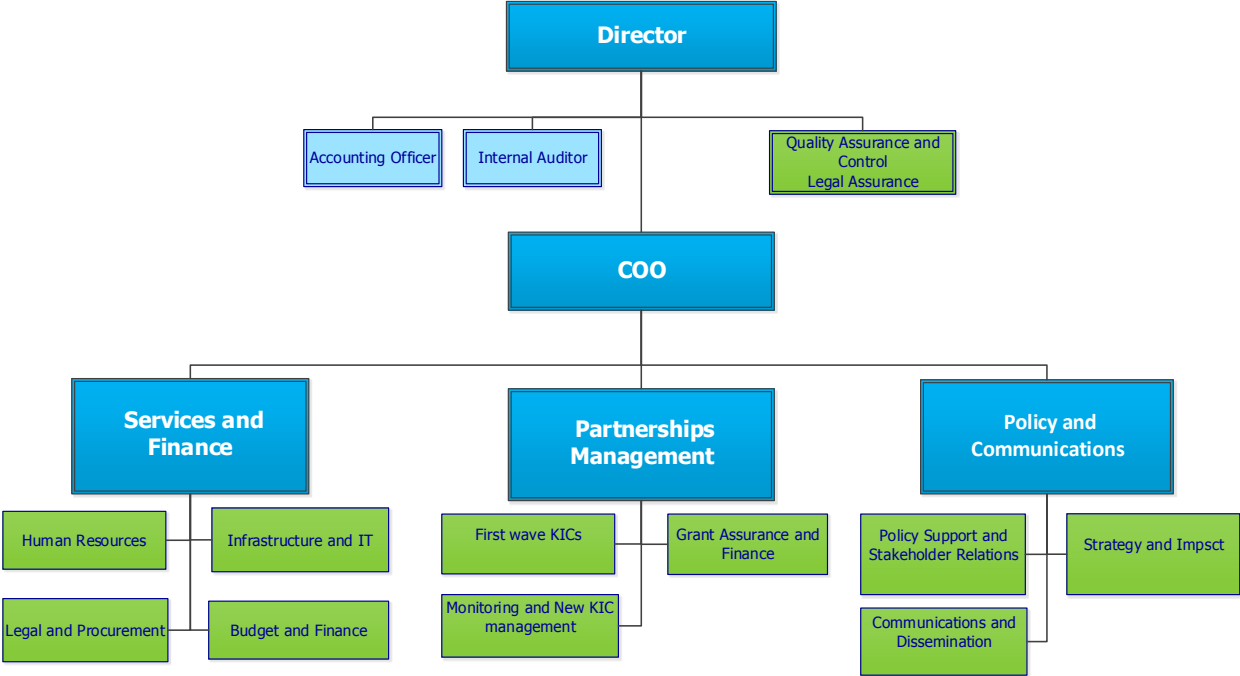 Director
Accounting Officer
Internal Auditor
Quality Assurance and
Control
Legal Assurance
COO
Services and
Finance
Partnerships
Management
Policy and
Communications
Human Resources
Infrastructure and IT
Legal and Procurement
Budget and Finance
First wave KICs
Grant Assurance and
Finance
Monitoring and New KIC
management
Policy Support and
Stakeholder Relations
Strategy and Impsct
Communications and
Dissemination